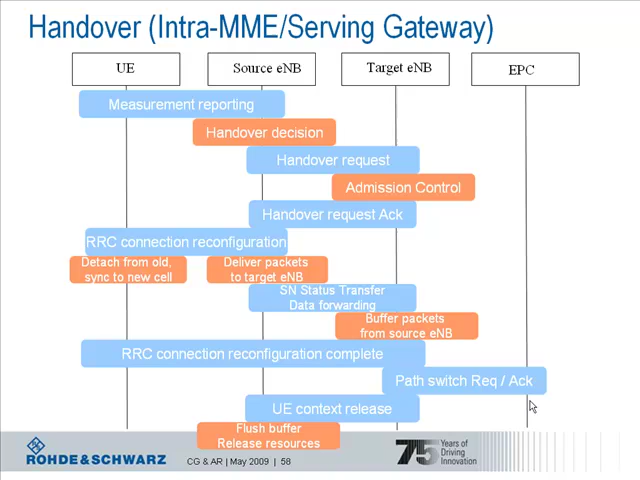 Handover (Intra-MME/Serving Gateway)
UE
Source eNB
Target eNB
EPC
Measurement reporting
Handover decision
Handover request
Admission Control
Handover request Ack
RRC connection reconfiguration
Detach from old,
sync to new cell
Deliver packets
to target eNB
SN Status Transfer
Data forwarding
Buffer packets
from source eNB
RRC connection reconfiguration complete
Path switch Req / Ack
UE context release
Flush buffer
Release resources
ROHDE & SCHWARZ
CG & AR | May 2009 | 58
75 Years of
Driving
Innovation